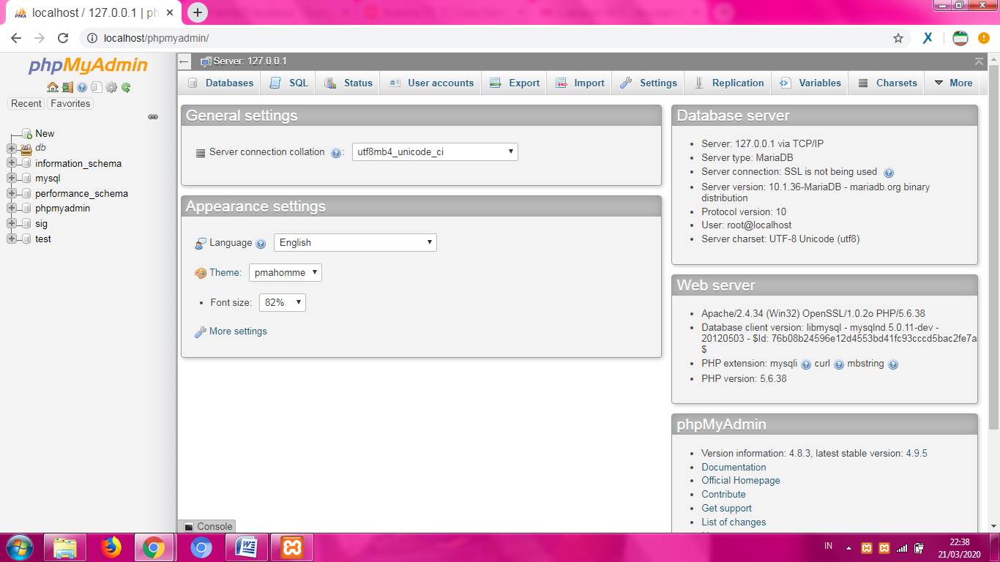 localhost / 127.0.0.1 | ph
localhost/phpmyadmin/
phpMyAdmin
Recent
Favorites
New
db
information_schema
mysql
performance_schema
phpmyadmin
sig
test
Server: 127.0.0.1
Databases
SQL
Status
User accounts
Export
Import
Settings
Replication
Variables
Charsets
More
General settings
Server connection collation :
utf8mb4_unicode_ci
Appearance settings
Language
English
Theme:
pmahomme
Font size:
82%
More settings
Database server
Server: 127.0.0.1 via TCP/IP
Server type: MariaDB
Server connection: SSL is not being used
Server version: 10.1.36-MariaDB - mariadb.org binary
distribution
Protocol version: 10
User: root@localhost
Server charset: UTF-8 Unicode (utf8)
Web server
Apache/2.4.34 (Win32) OpenSSL/1.0.2o PHP/5.6.38
Database client version: libmysql - mysqlnd 5.0.11-dev -
20120503 - $Id: 76b08b24596e12d4553bd41fc93cccd5bac2fe7a
$
PHP extension: mysqli curl mbstring
PHP version: 5.6.38
phpMyAdmin
Version information: 4.8.3, latest stable version: 4.9.5
Documentation
Official Homepage
Contribute
Get support
List of changes
Console
IN
22:38
21/03/2020